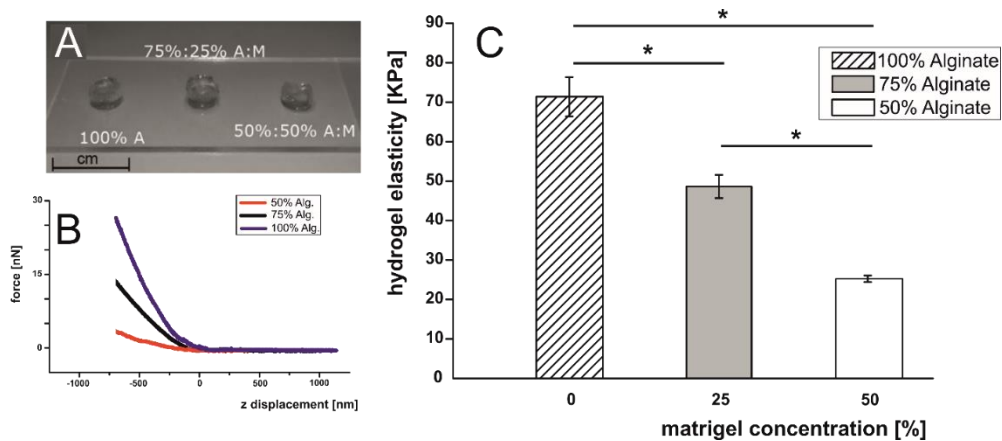 A
75%:25% A:M
100% A
50%:50% A:M
cm
B
50% Alg.
75% Alg.
100% Alg.
force [nN]
30
15
0
-1000
-500
0
500
1000
z displacement [nm]
C
hydrogel elasticity [KPa]
90
80
70
60
50
40
30
20
10
0
*
*
*
100% Alginate
75% Alginate
50% Alginate
0
25
50
matrigel concentration [%]